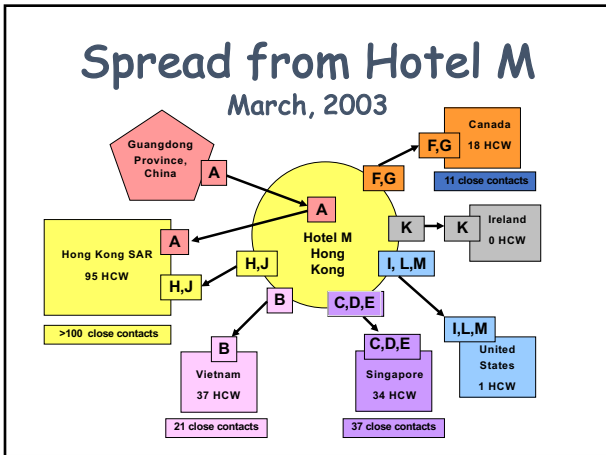 Spread from Hotel M
March, 2003
Guangdong
Province,
China
A
A
Hotel M
Hong
Kong
F,G
F,G
Canada
18 HCW
11 close contacts
K
K
Ireland
0 HCW
I, L,M
I,L,M
United
States
1 HCW
A
Hong Kong SAR
95 HCW
H,J
H,J
>100 close contacts
B
B
Vietnam
37 HCW
21 close contacts
C,D,E
C,D,E
Singapore
34 HCW
37 close contacts